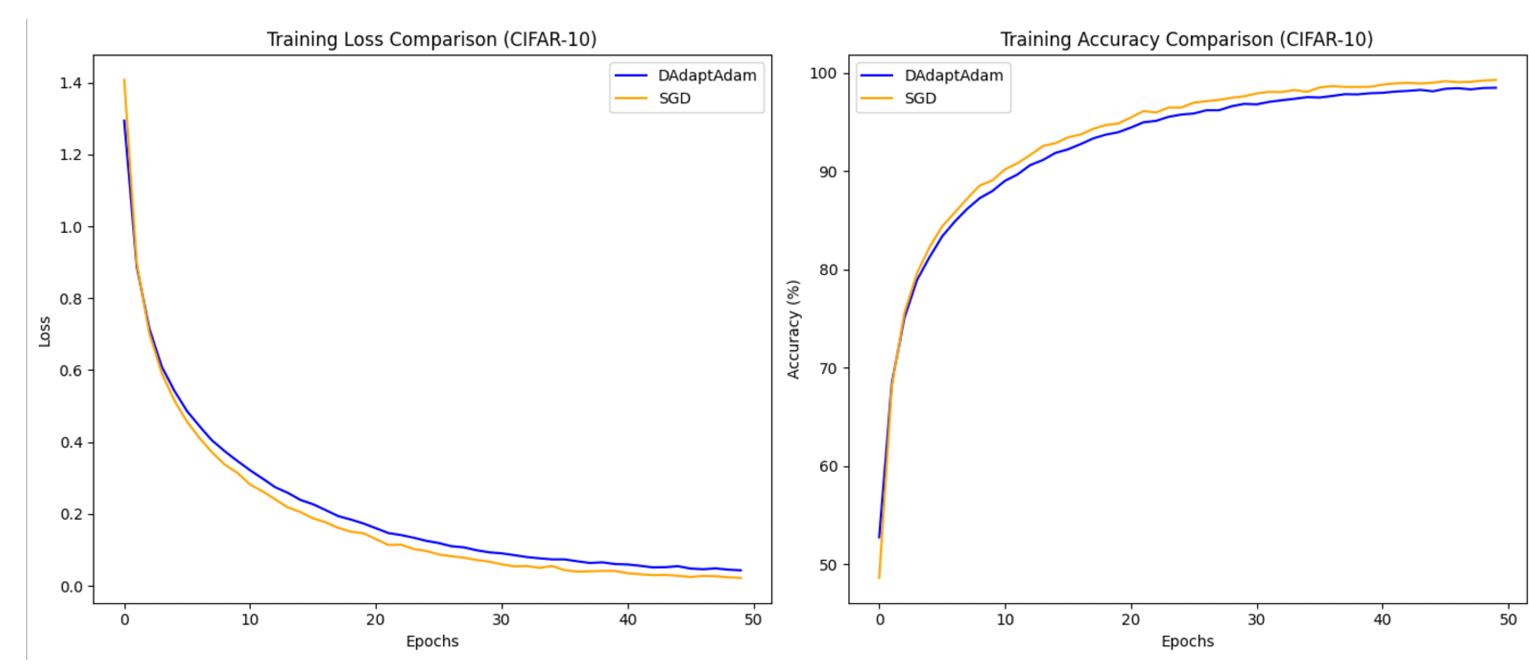 Training Loss Comparison (CIFAR-10)
DAdaptAdam
SGD
1.4
1.2
1.0
0.8
0.6
0.4
0.2
0.0
Loss
0
10
20
30
40
50
Epochs
Training Accuracy Comparison (CIFAR-10)
DAdaptAdam
SGD
100
90
80
70
60
50
Accuracy (%)
0
10
20
30
40
50
Epochs